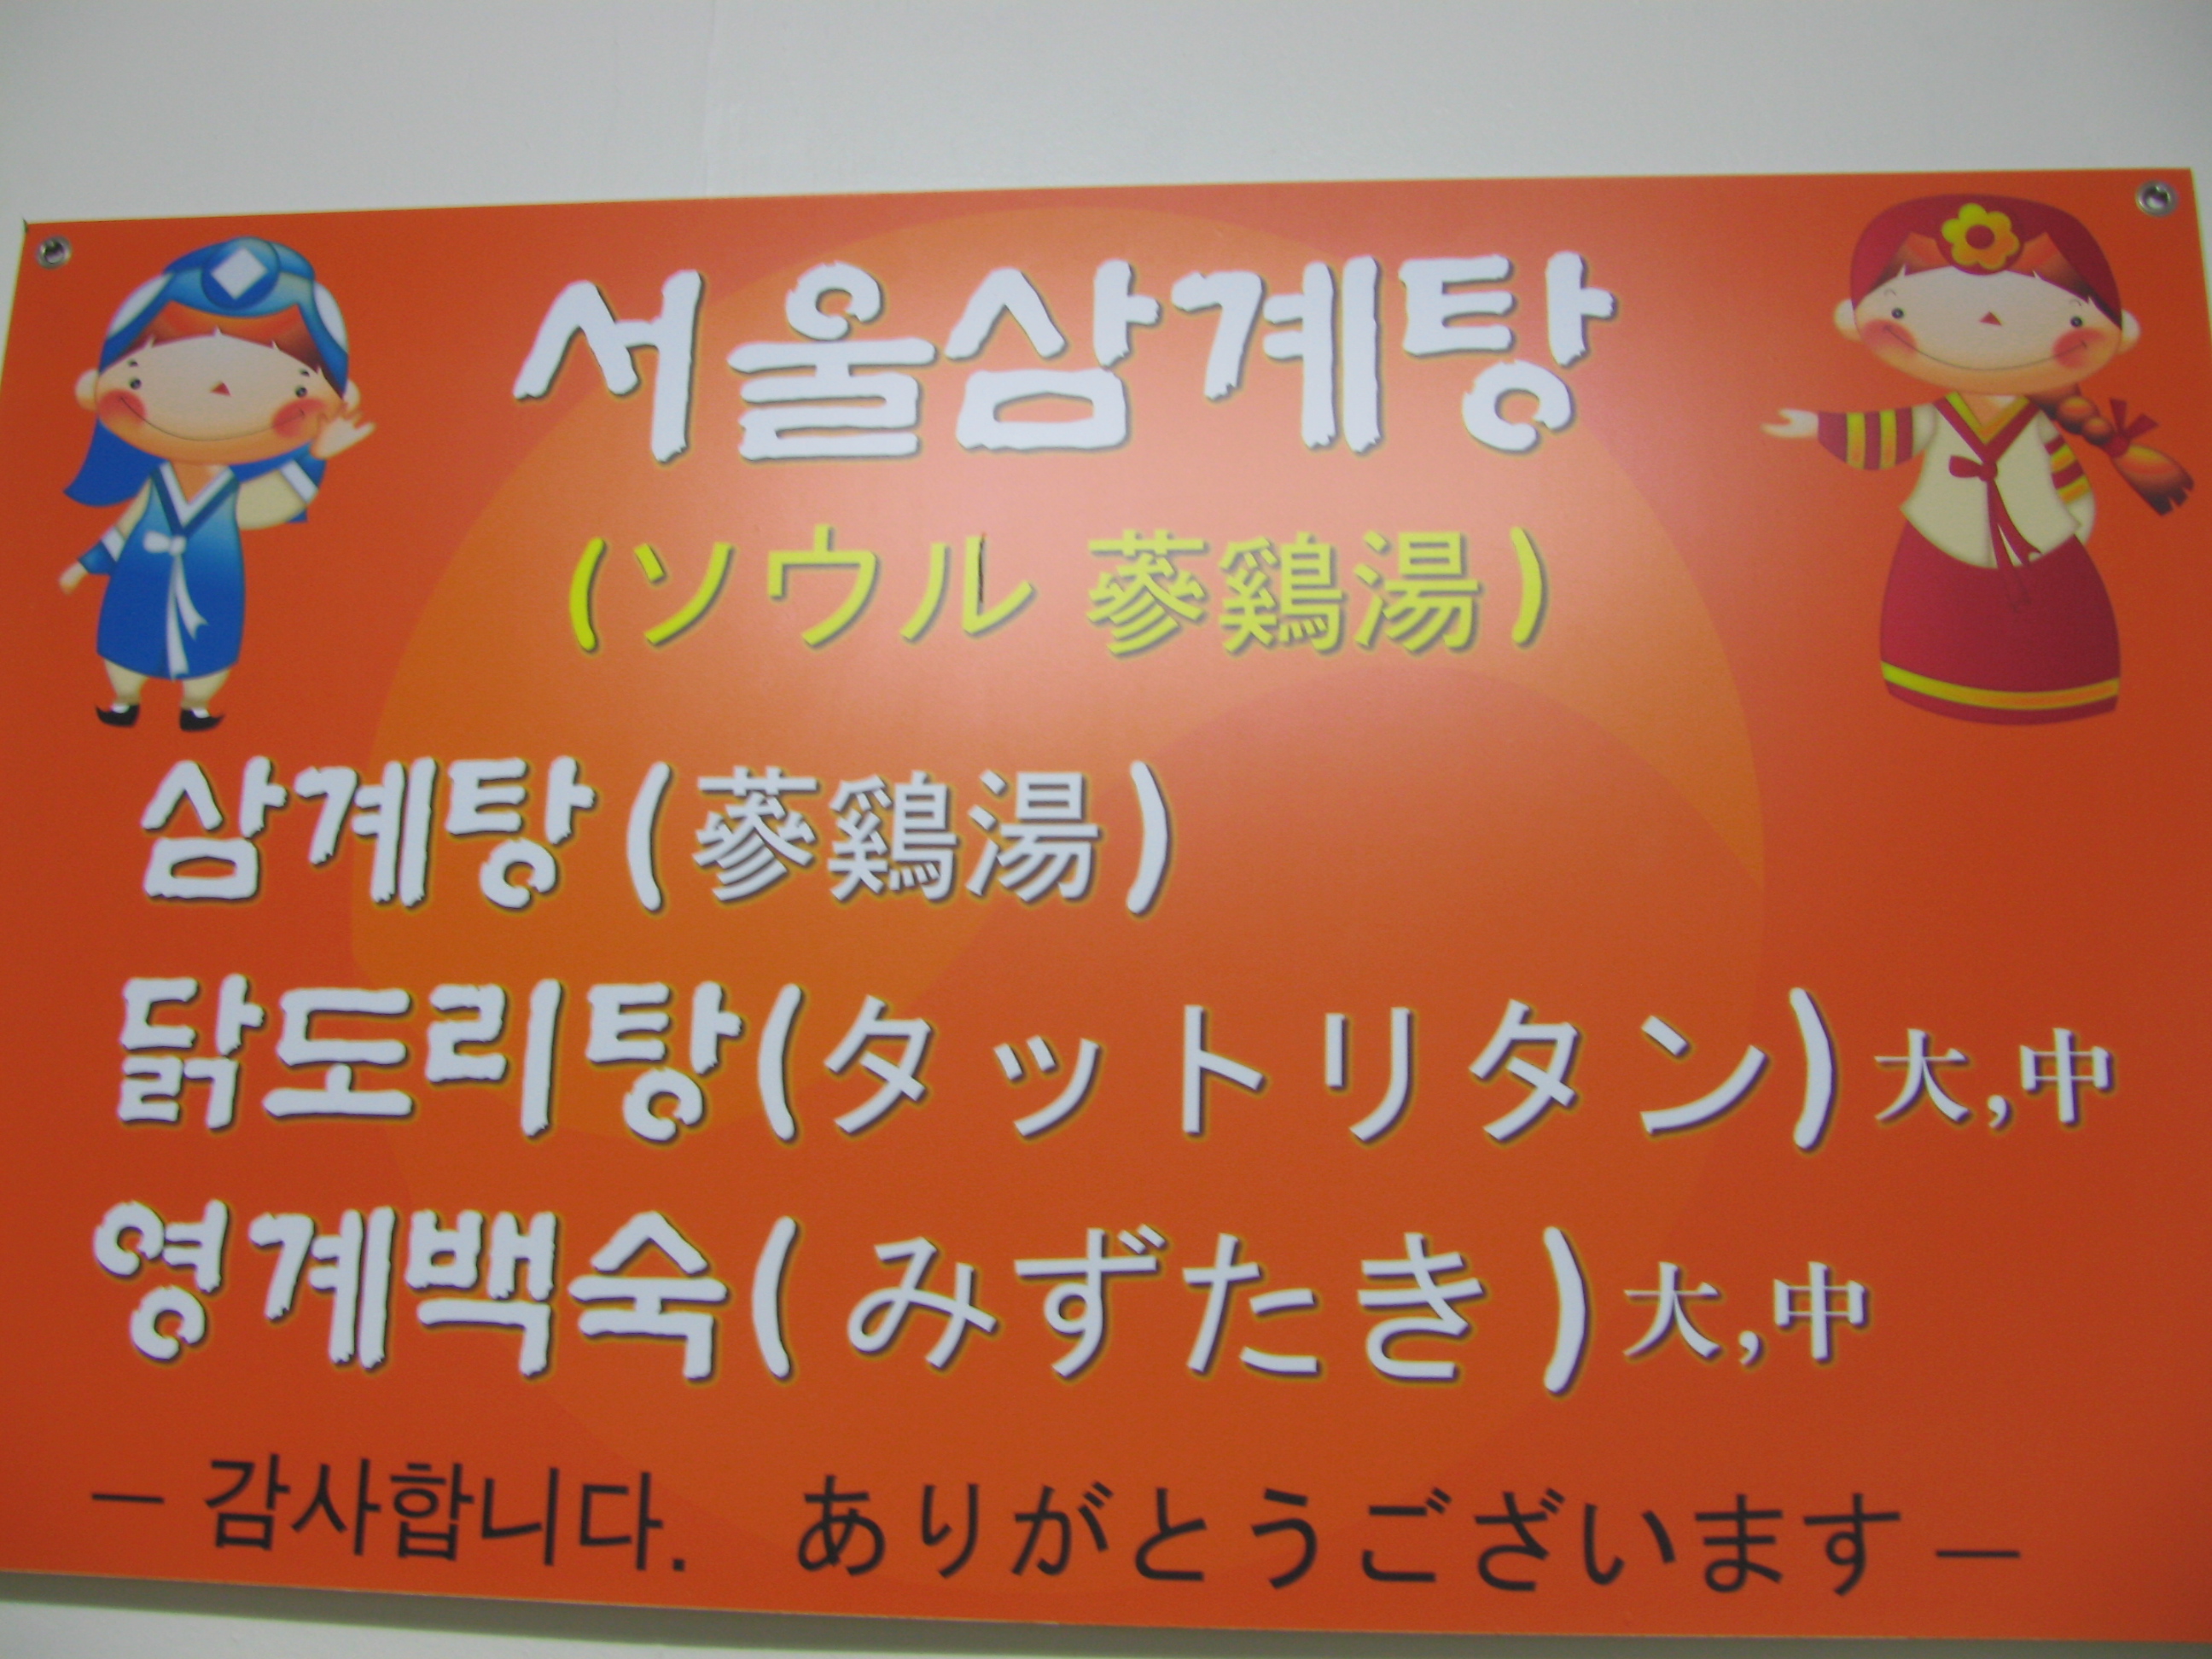 서울삼계탕
(ソウル 蔘鷄湯)
삼계탕(蔘鷄湯)
닭도리탕(タットリタン)大,中
영계백숙(みずたき)大,中
– 감사합니다. ありがとうございます –